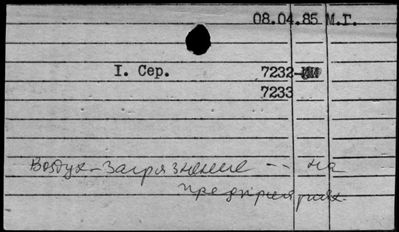 08.04.85 М.Г.
I. Сер. 7232-
7233
Воздух - Загрязнение -- на
предприятиях.